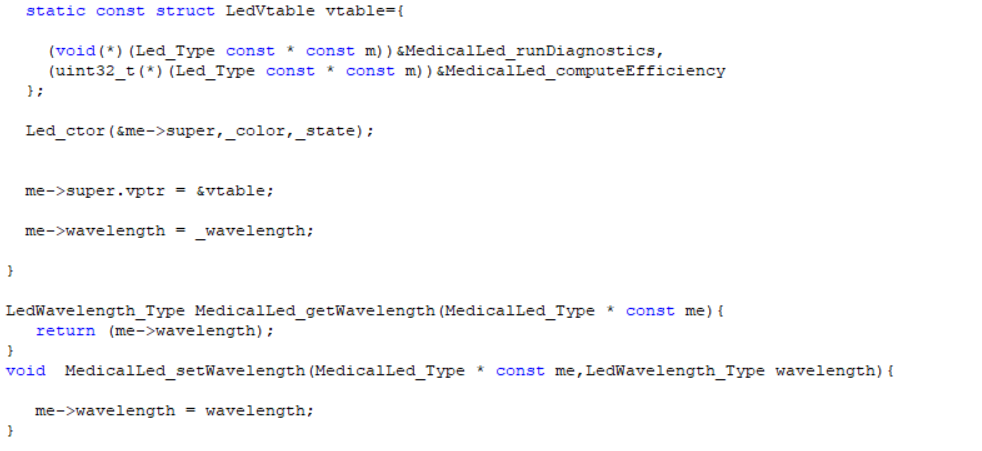 static const struct LedVtable vtable={
(void(*)(Led_Type const * const m))&MedicalLed_runDiagnostics,
(uint32_t(*)(Led_Type const * const m))&MedicalLed_computeEfficiency
};
Led_ctor(&me->super,_color,_state);
me->super.vptr = &vtable;
me->wavelength = _wavelength;
}
LedWavelength_Type MedicalLed_getWavelength(MedicalLed_Type * const me){
return (me->wavelength);
}
void  MedicalLed_setWavelength(MedicalLed_Type * const me,LedWavelength_Type wavelength){
me->wavelength = wavelength;
}